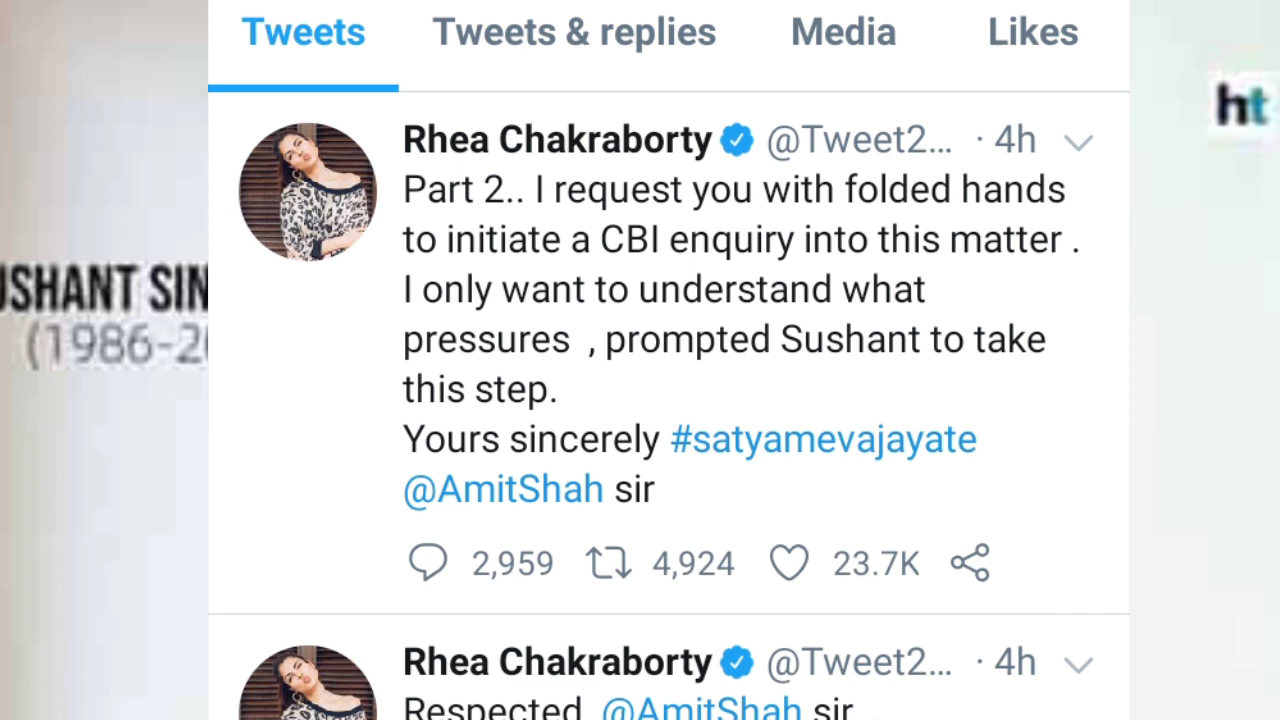 Tweets Tweets & replies Media Likes
ht
Rhea Chakraborty @Tweet2... · 4h
Part 2.. I request you with folded hands
to initiate a CBI enquiry into this matter .
I only want to understand what
pressures , prompted Sushant to take
this step.
Yours sincerely #satyamevajayate
@AmitShah sir
2,959 4,924 23.7K
USHANT SIN
(1986-2
Rhea Chakraborty @Tweet2... · 4h
Respected @AmitShah sir .